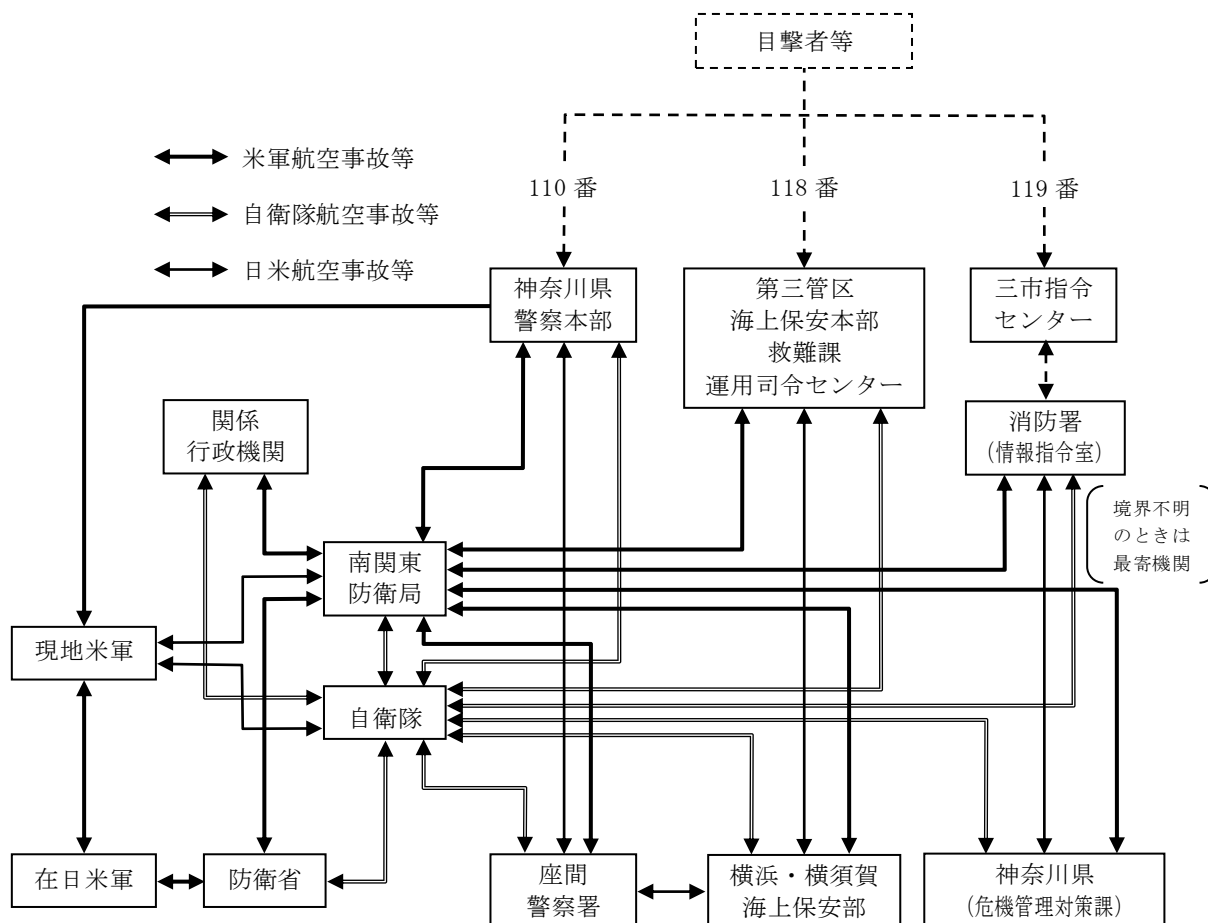 目撃者等
米軍航空事故等
自衛隊航空事故等
日米航空事故等
110 番
118 番
119 番
神奈川県
警察本部
第三管区
海上保安本部
救難課
運用司令センター
三市指令
センター
消防署
（情報指令室）
境界不明
のときは
最寄機関
関係
行政機関
南関東
防衛局
現地米軍
自衛隊
在日米軍
防衛省
座間
警察署
横浜・横須賀
海上保安部
神奈川県
（危機管理対策課）